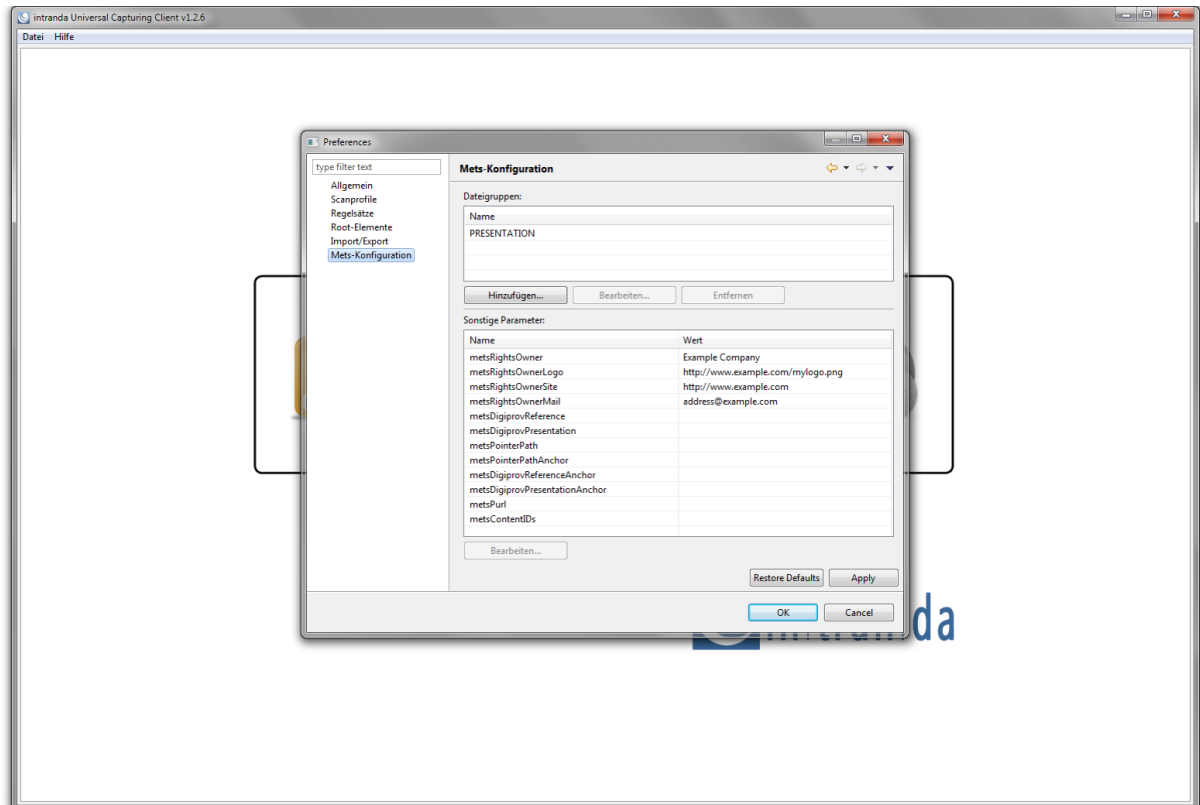 intranda Universal Capturing Client v1.2.6
Datei Hilfe
Preferences
type filter text
Allgemein
Scanprofile
Regelsätze
Root-Elemente
Import/Export
Mets-Konfiguration
Mets-Konfiguration
Dateigruppen:
Name
PRESENTATION
Hinzufügen... Bearbeiten... Entfernen
Sonstige Parameter:
Name Wert
metsRightsOwner Example Company
metsRightsOwnerLogo http://www.example.com/mylogo.png
metsRightsOwnerSite http://www.example.com
metsRightsOwnerMail address@example.com
metsDigiprovReference
metsDigiprovPresentation
metsPointerPath
metsPointerPathAnchor
metsDigiprovReferenceAnchor
metsDigiprovPresentationAnchor
metsPurl
metsContentIDs
Bearbeiten...
Restore Defaults Apply
OK Cancel